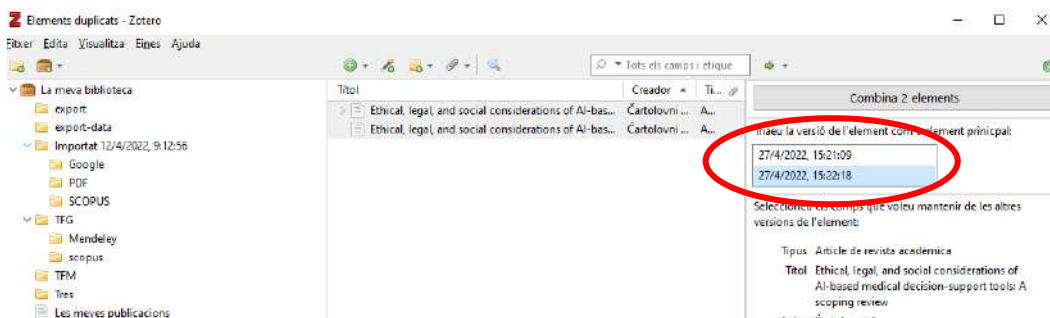 Elements duplicats - Zotero
Fitxer Edita Visualitza Eines Ajuda
Tots els camps i etique
La meva biblioteca
export
export-data
Importat 12/4/2022, 9:12:56
Google
PDF
SCOPUS
TFG
Mendeley
scopus
TFM
Tres
Les meves publicacions
Títol Creador Ti...
Ethical, legal, and social considerations of AI-bas... Čartolovni ... A...
Ethical, legal, and social considerations of AI-bas... Čartolovni ... A...
Combina 2 elements
la versió de l'element com a element prinicpal:
27/4/2022, 15:21:09
27/4/2022, 15:22:18
Seleccioneu els camps que voleu mantenir de les altres
versions de l'element:
Tipus Article de revista acadèmica
Títol Ethical, legal, and social considerations of
AI-based medical decision-support tools: A
scoping review